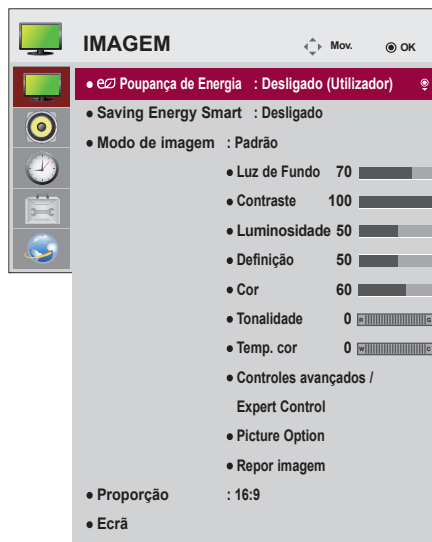 IMAGEM Mov. OK
• e Poupança de Energia : Desligado (Utilizador)
• Saving Energy Smart : Desligado
• Modo de imagem : Padrão
• Luz de Fundo 70
• Contraste 100
• Luminosidade 50
• Definição 50
• Cor 60
• Tonalidade 0 R G
• Temp. cor 0 W C
• Controles avançados /
Expert Control
• Picture Option
• Repor imagem
• Proporção : 16:9
• Ecrã